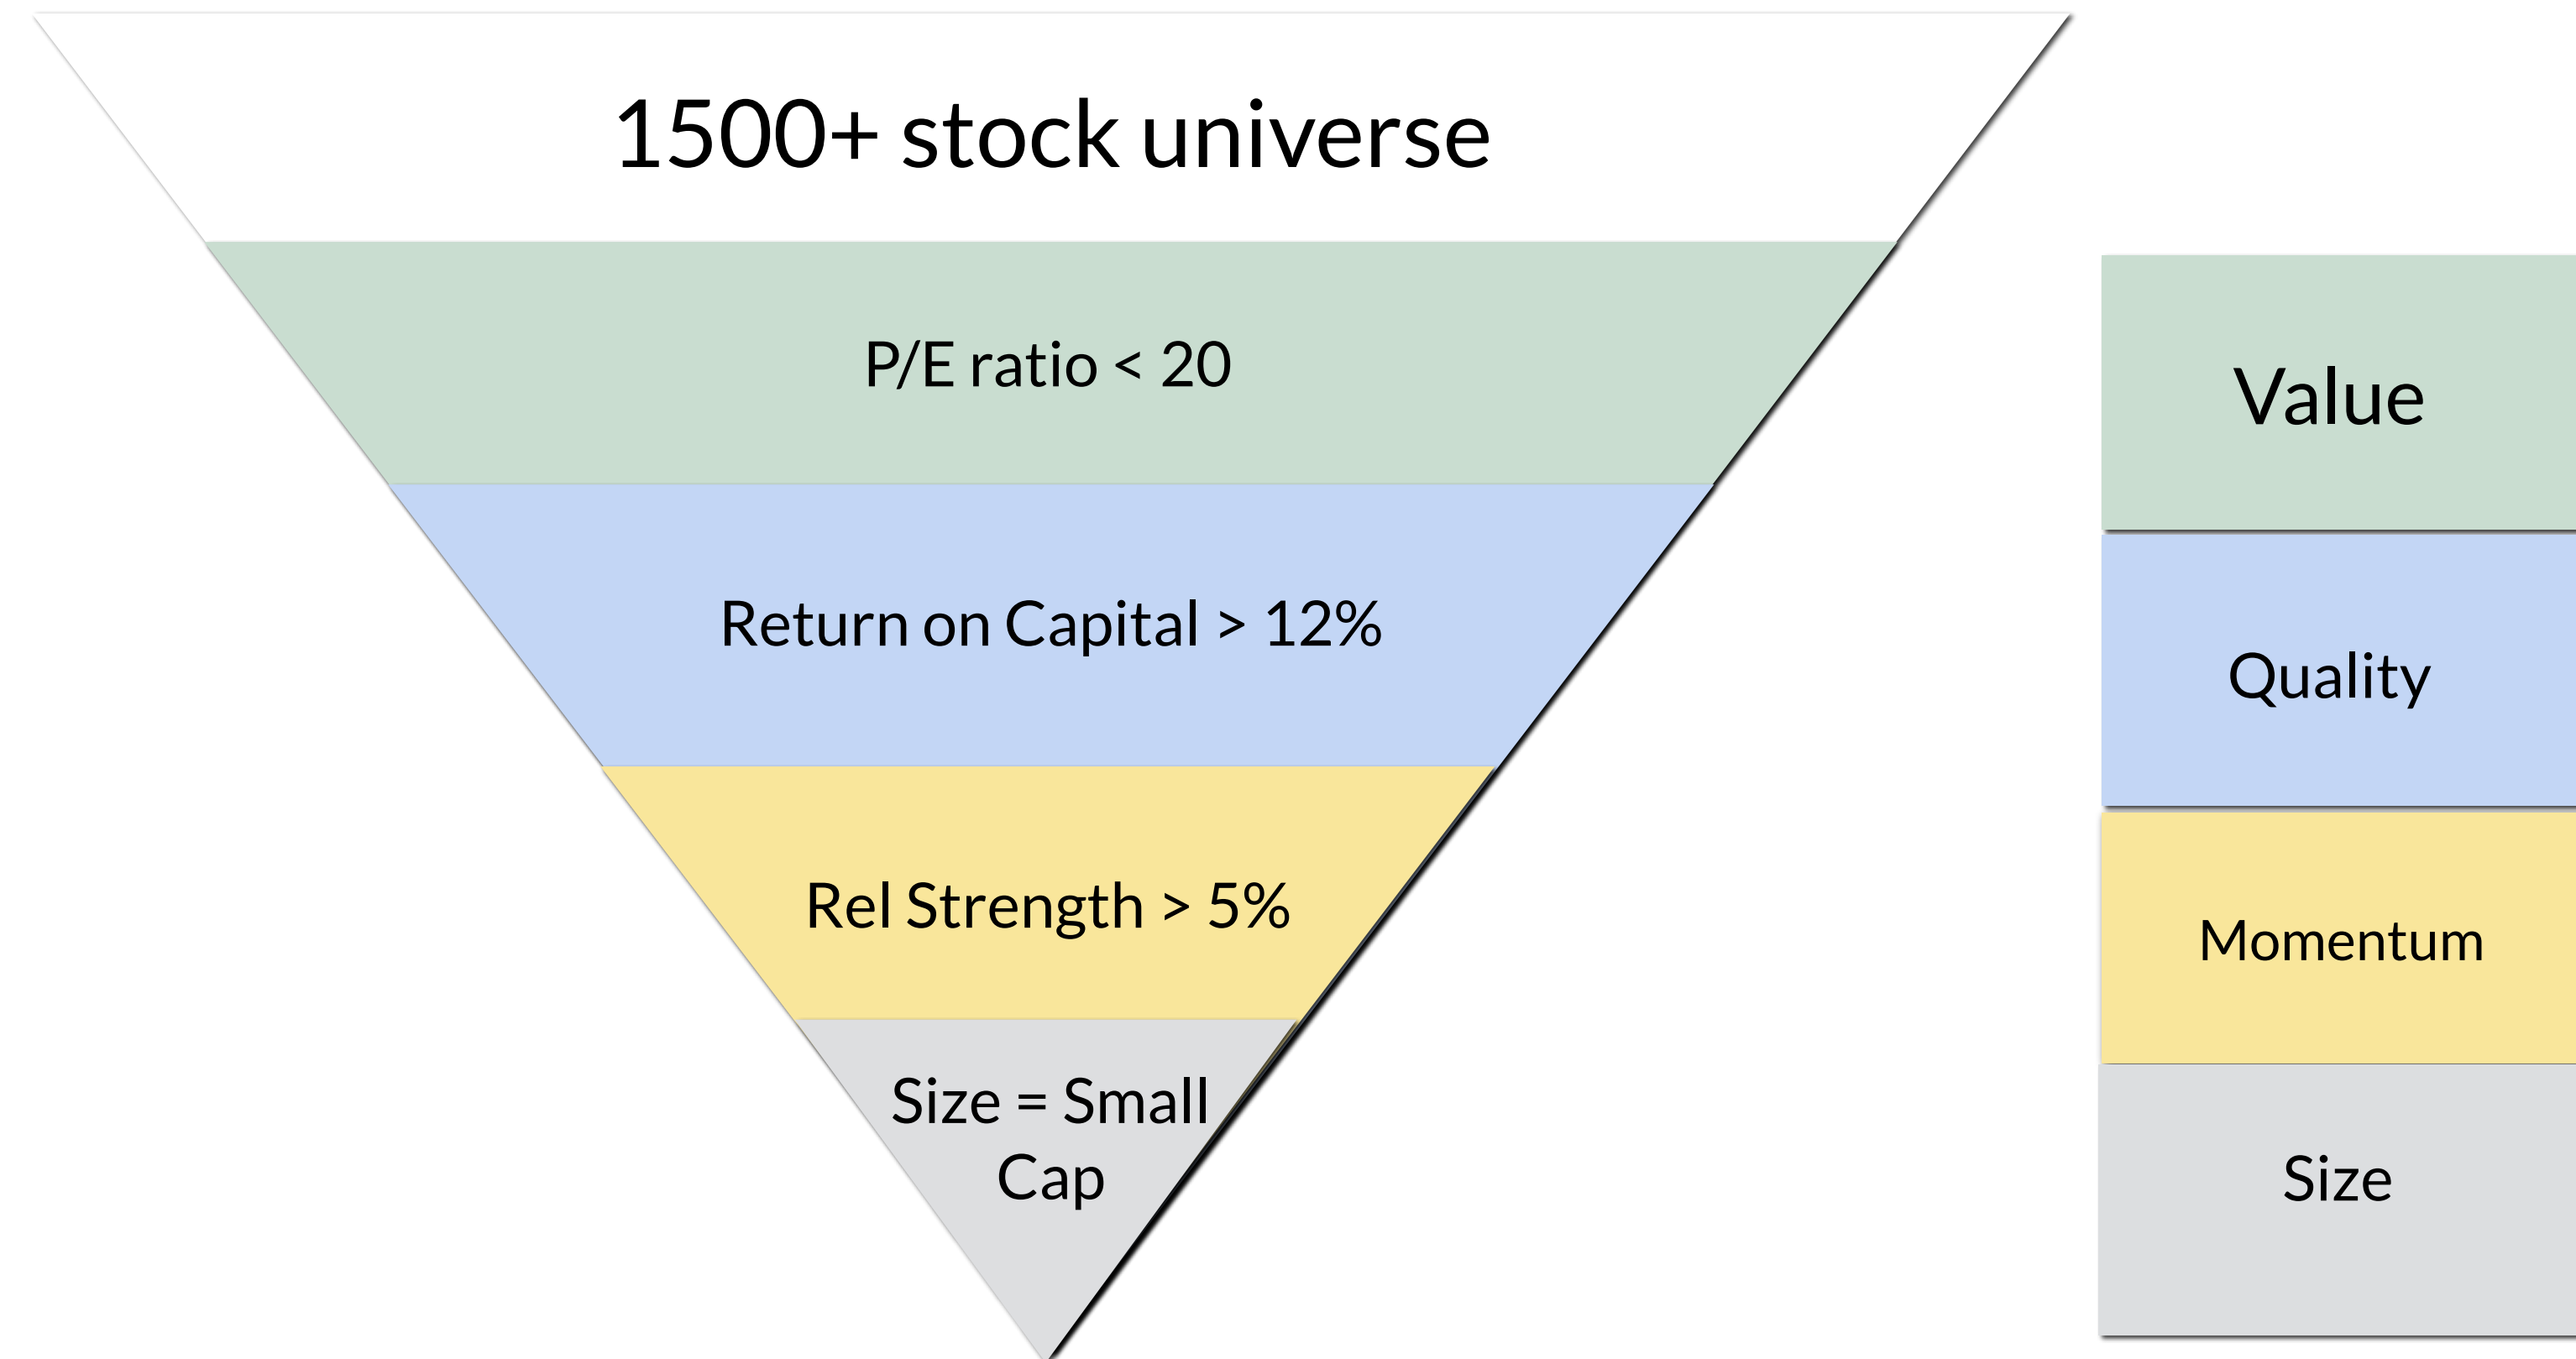 1500+ stock universe
P/E ratio < 20
Value
Return on Capital > 12%
Quality
Rel Strength > 5%
Momentum
Size = Small
Cap
Size